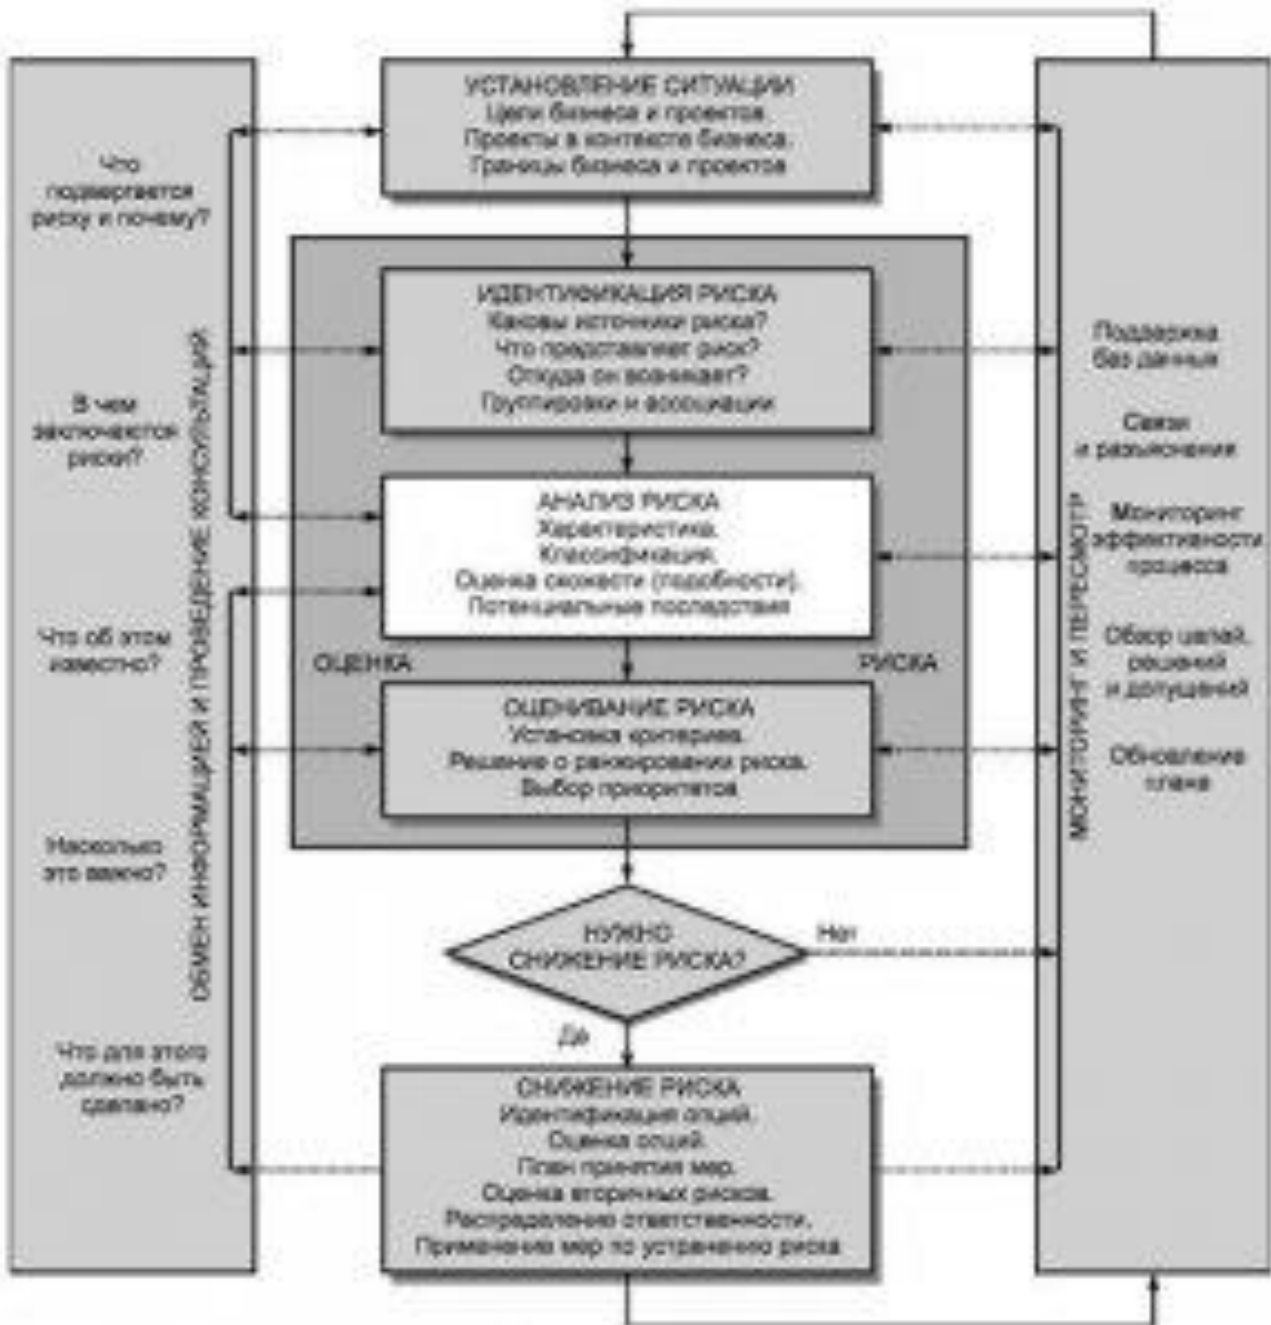 УСТАНОВЛЕНИЕ СИТУАЦИИ
Цели бизнеса и проектов.
Проекты в контексте бизнеса.
Границы бизнеса и проектов
Что
подвергается
риску и почему?
В чем
заключаются
риски?
Что об этом
известно?
Насколько
это важно?
Что для этого
должно быть
сделано?
ОБМЕН ИНФОРМАЦИЕЙ И ПРОВЕДЕНИЕ КОНСУЛЬТАЦИЙ
ИДЕНТИФИКАЦИЯ РИСКА
Каковы источники риска?
Что представляет риск?
Откуда он возникает?
Группировки и ассоциации
АНАЛИЗ РИСКА
Характеристика.
Классификация.
Оценка схожести (подобности).
Потенциальные последствия
ОЦЕНКА РИСКА
ОЦЕНИВАНИЕ РИСКА
Установка критериев.
Решение о ранжировании риска.
Выбор приоритетов
НУЖНО
СНИЖЕНИЕ РИСКА?
Нет
Да
СНИЖЕНИЕ РИСКА
Идентификация опций.
Оценка опций.
План принятия мер.
Оценка вторичных рисков.
Распределение ответственности.
Применение мер по устранению риска
МОНИТОРИНГ И ПЕРЕСМОТР
Поддержка
баз данных
Связи
и разъяснения
Мониторинг
эффективности
процесса
Обзор целей,
решений
и допущений
Обновление
плана